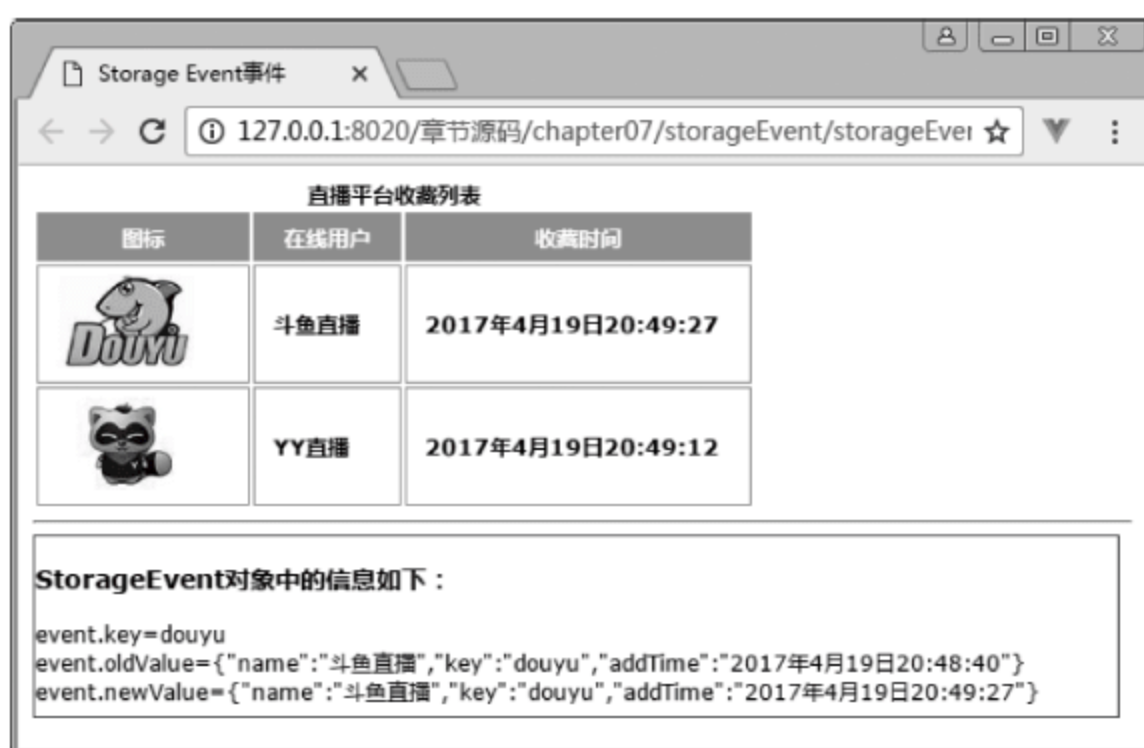 Storage Event事件
127.0.0.1:8020/章节源码/chapter07/storageEvent/storageEver
直播平台收藏列表
图标 在线用户 收藏时间
DOUYU 斗鱼直播 2017年4月19日20:49:27
YY直播 2017年4月19日20:49:12
StorageEvent对象中的信息如下：
event.key=douyu
event.oldValue={"name":"斗鱼直播","key":"douyu","addTime":"2017年4月19日20:48:40"}
event.newValue={"name":"斗鱼直播","key":"douyu","addTime":"2017年4月19日20:49:27"}